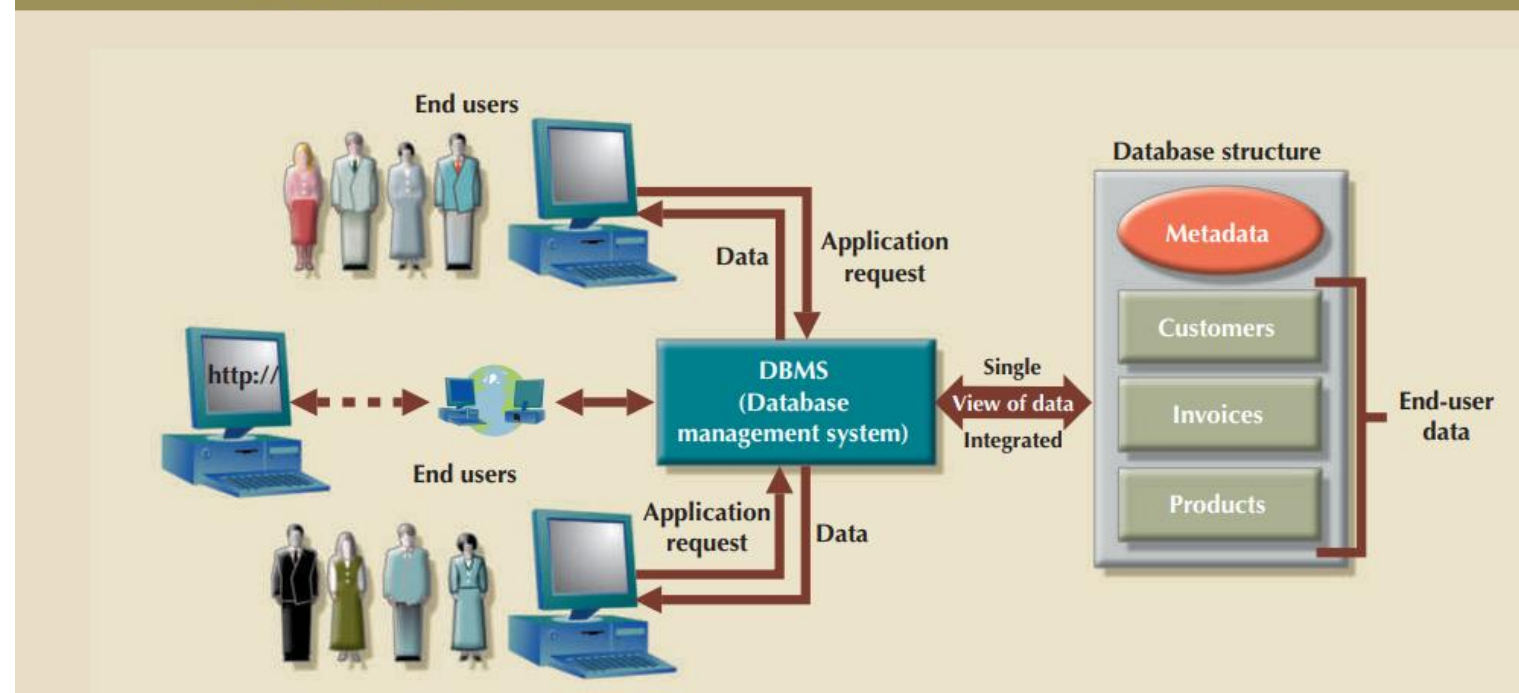 End users
Database structure
Metadata
Application
request
Data
Customers
http://
DBMS
(Database
management system)
Single
View of data
Integrated
Invoices
End-user
data
End users
Products
Application
request
Data